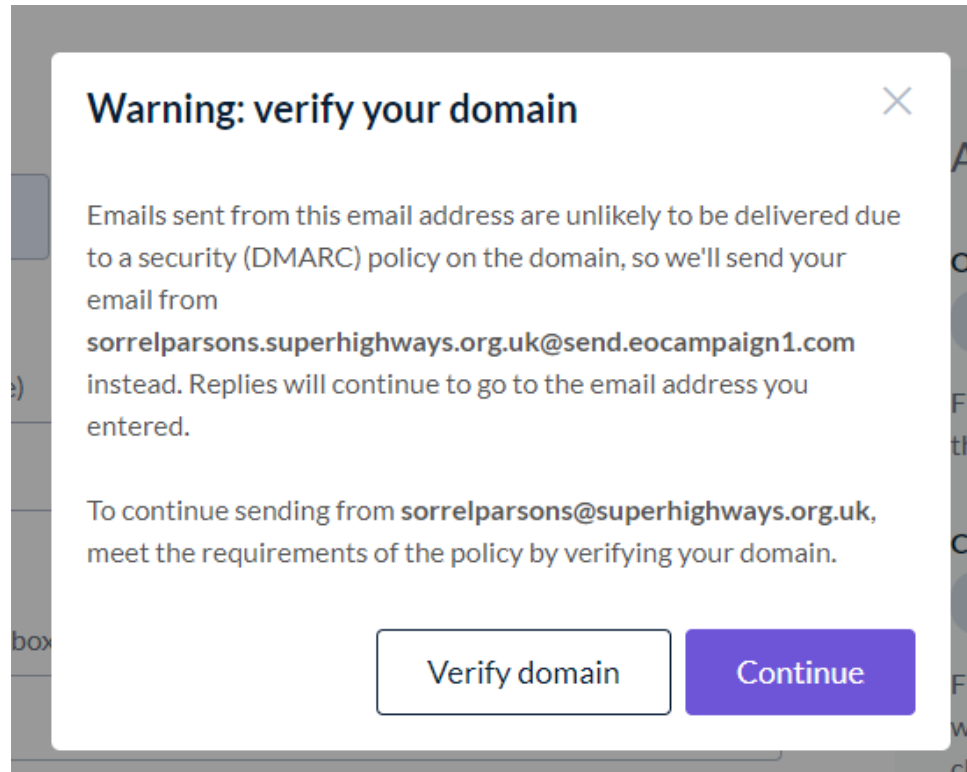 Warning: verify your domain
Emails sent from this email address are unlikely to be delivered due
to a security (DMARC) policy on the domain, so we'll send your
email from
sorrelparsons.superhighways.org.uk@send.eocampaign1.com
instead. Replies will continue to go to the email address you
entered.
To continue sending from sorrelparsons@superhighways.org.uk,
meet the requirements of the policy by verifying your domain.
Verify domain
Continue
box